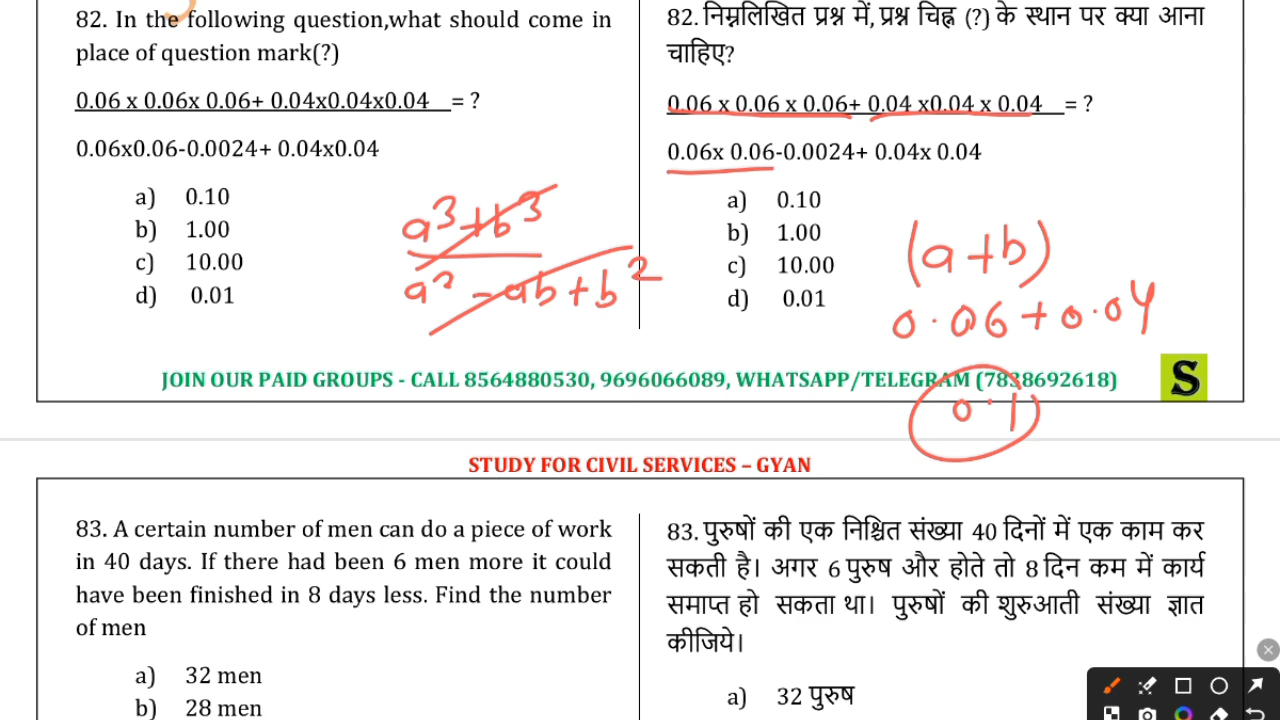 82. In the following question,what should come in
place of question mark(?)
0.06 x 0.06x 0.06+ 0.04x0.04x0.04 = ?
0.06x0.06-0.0024+ 0.04x0.04
a) 0.10
b) 1.00
c) 10.00
d) 0.01
a³+b³
a²-ab+b²
82. निम्नलिखित प्रश्न में, प्रश्न चिह्न (?) के स्थान पर क्या आना
चाहिए?
0.06 x 0.06 x 0.06+ 0.04 x0.04 x 0.04 = ?
0.06x 0.06-0.0024+ 0.04x 0.04
a) 0.10
b) 1.00
c) 10.00
d) 0.01
(a+b)
0.06+0.04
0.1
JOIN OUR PAID GROUPS - CALL 8564880530, 9696066089, WHATSAPP/TELEGRAM (7838692618)
S
STUDY FOR CIVIL SERVICES – GYAN
83. A certain number of men can do a piece of work
in 40 days. If there had been 6 men more it could
have been finished in 8 days less. Find the number
of men
a) 32 men
b) 28 men
83. पुरुषों की एक निश्चित संख्या 40 दिनों में एक काम कर
सकती है। अगर 6 पुरुष और होते तो 8 दिन कम में कार्य
समाप्त हो सकता था। पुरुषों की शुरुआती संख्या ज्ञात
कीजिये।
a) 32 पुरुष